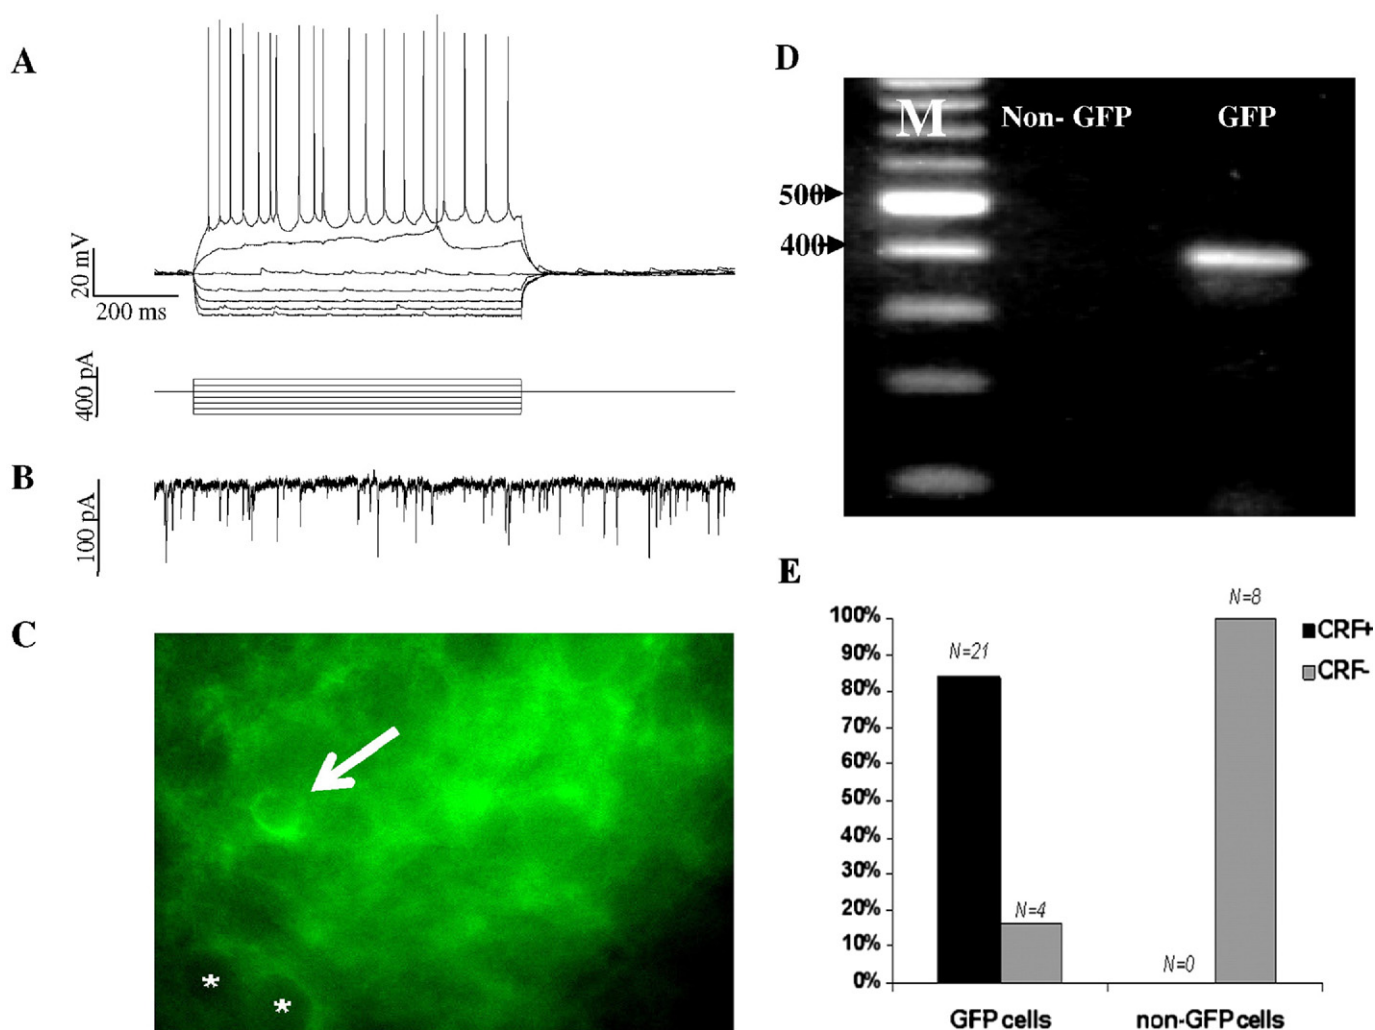 A
20 mV
200 ms
400 pA
B
100 pA
C
*
*
D
M Non- GFP GFP
500
400
E
100%
90%
80%
70%
60%
50%
40%
30%
20%
10%
0%
N=21
N=4
N=0
N=8
CRF+
CRF-
GFP cells non-GFP cells